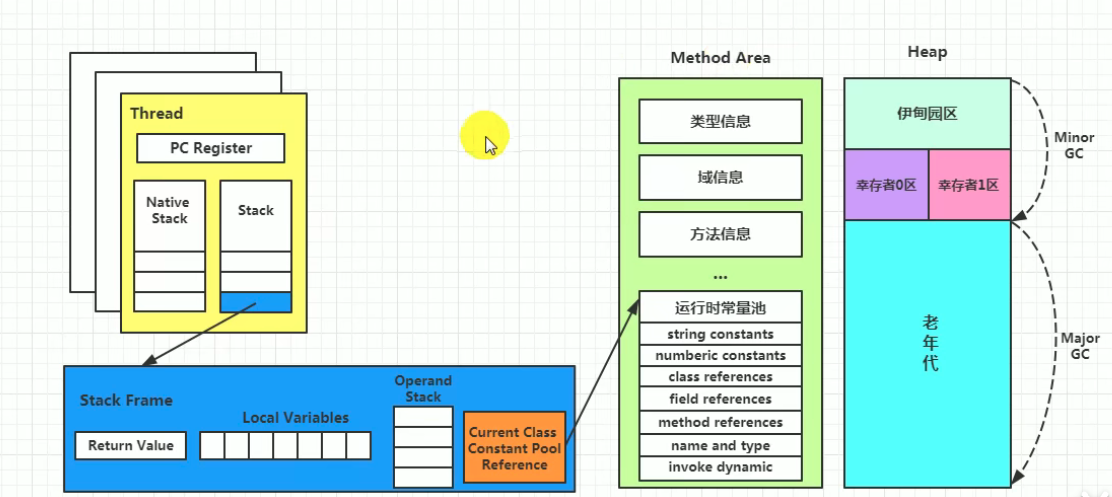 Thread
PC Register
Native
Stack
Stack
Stack Frame
Return Value
Local Variables
Operand
Stack
Current Class
Constant Pool
Reference
Method Area
类型信息
域信息
方法信息
...
运行时常量池
string constants
numberic constants
class references
field references
method references
name and type
invoke dynamic
Heap
伊甸园区
幸存者0区
幸存者1区
老
年
代
Minor
GC
Major
GC